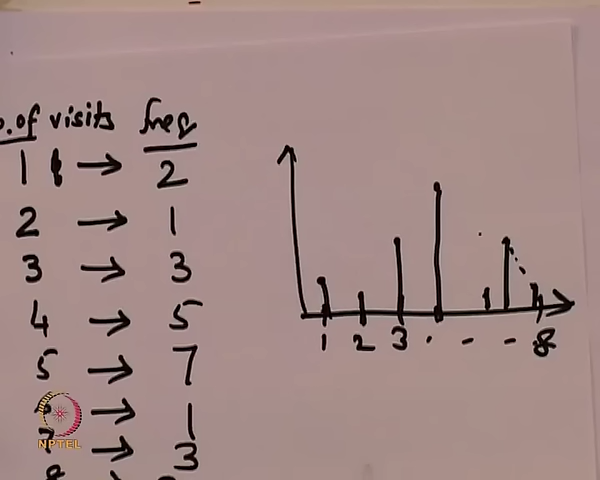 o.of visits freq
1 → 2
2 → 1
3 → 3
4 → 5
5 → 7
→ 1
7 → 3
8 →
1 2 3 . - - 8
NPTEL